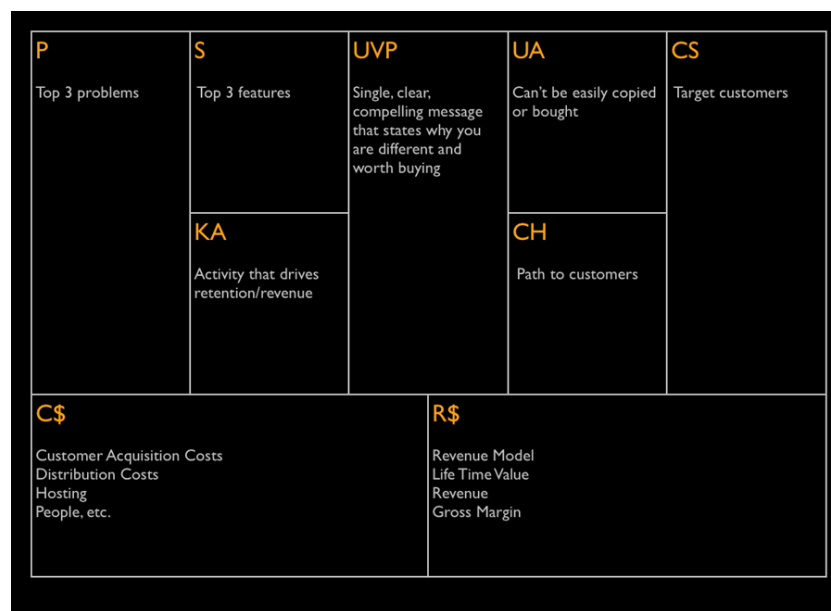 P
Top 3 problems
S
Top 3 features
KA
Activity that drives
retention/revenue
UVP
Single, clear,
compelling message
that states why you
are different and
worth buying
UA
Can't be easily copied
or bought
CH
Path to customers
CS
Target customers
C$
Customer Acquisition Costs
Distribution Costs
Hosting
People, etc.
R$
Revenue Model
Life Time Value
Revenue
Gross Margin